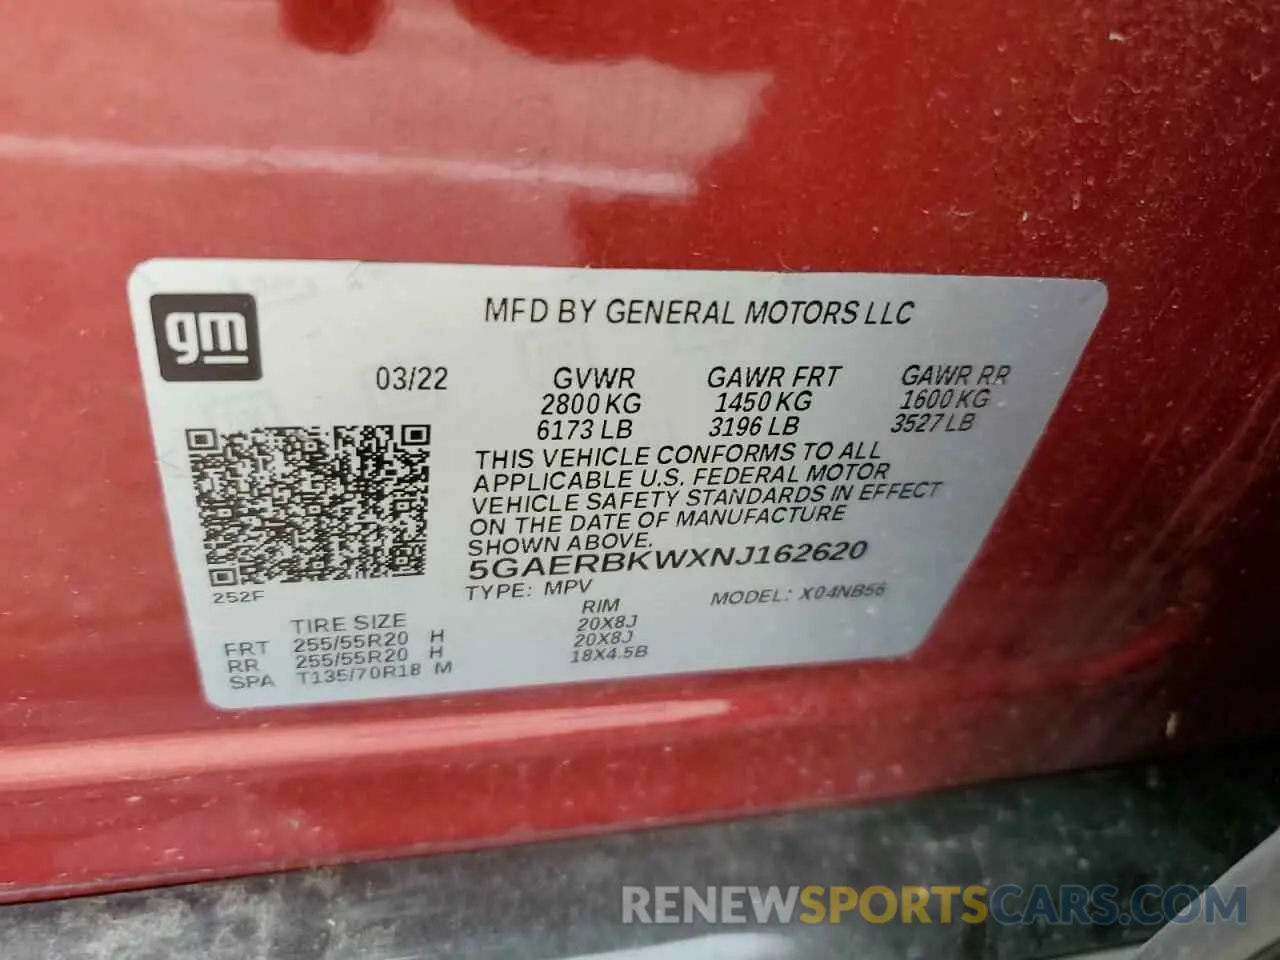 gm
MFD BY GENERAL MOTORS LLC
03/22 GVWR GAWR FRT GAWR RR
2800 KG 1450 KG 1600 KG
6173 LB 3196 LB 3527 LB
THIS VEHICLE CONFORMS TO ALL
APPLICABLE U.S. FEDERAL MOTOR
VEHICLE SAFETY STANDARDS IN EFFECT
ON THE DATE OF MANUFACTURE
SHOWN ABOVE.
5GAERBKWXNJ162620
252F
TYPE: MPV MODEL: X04NB56
TIRE SIZE RIM
FRT 255/55R20 H 20X8J
RR 255/55R20 H 20X8J
SPA T135/70R18 M 18X4.5B
RENEWSPORTSCARS.COM